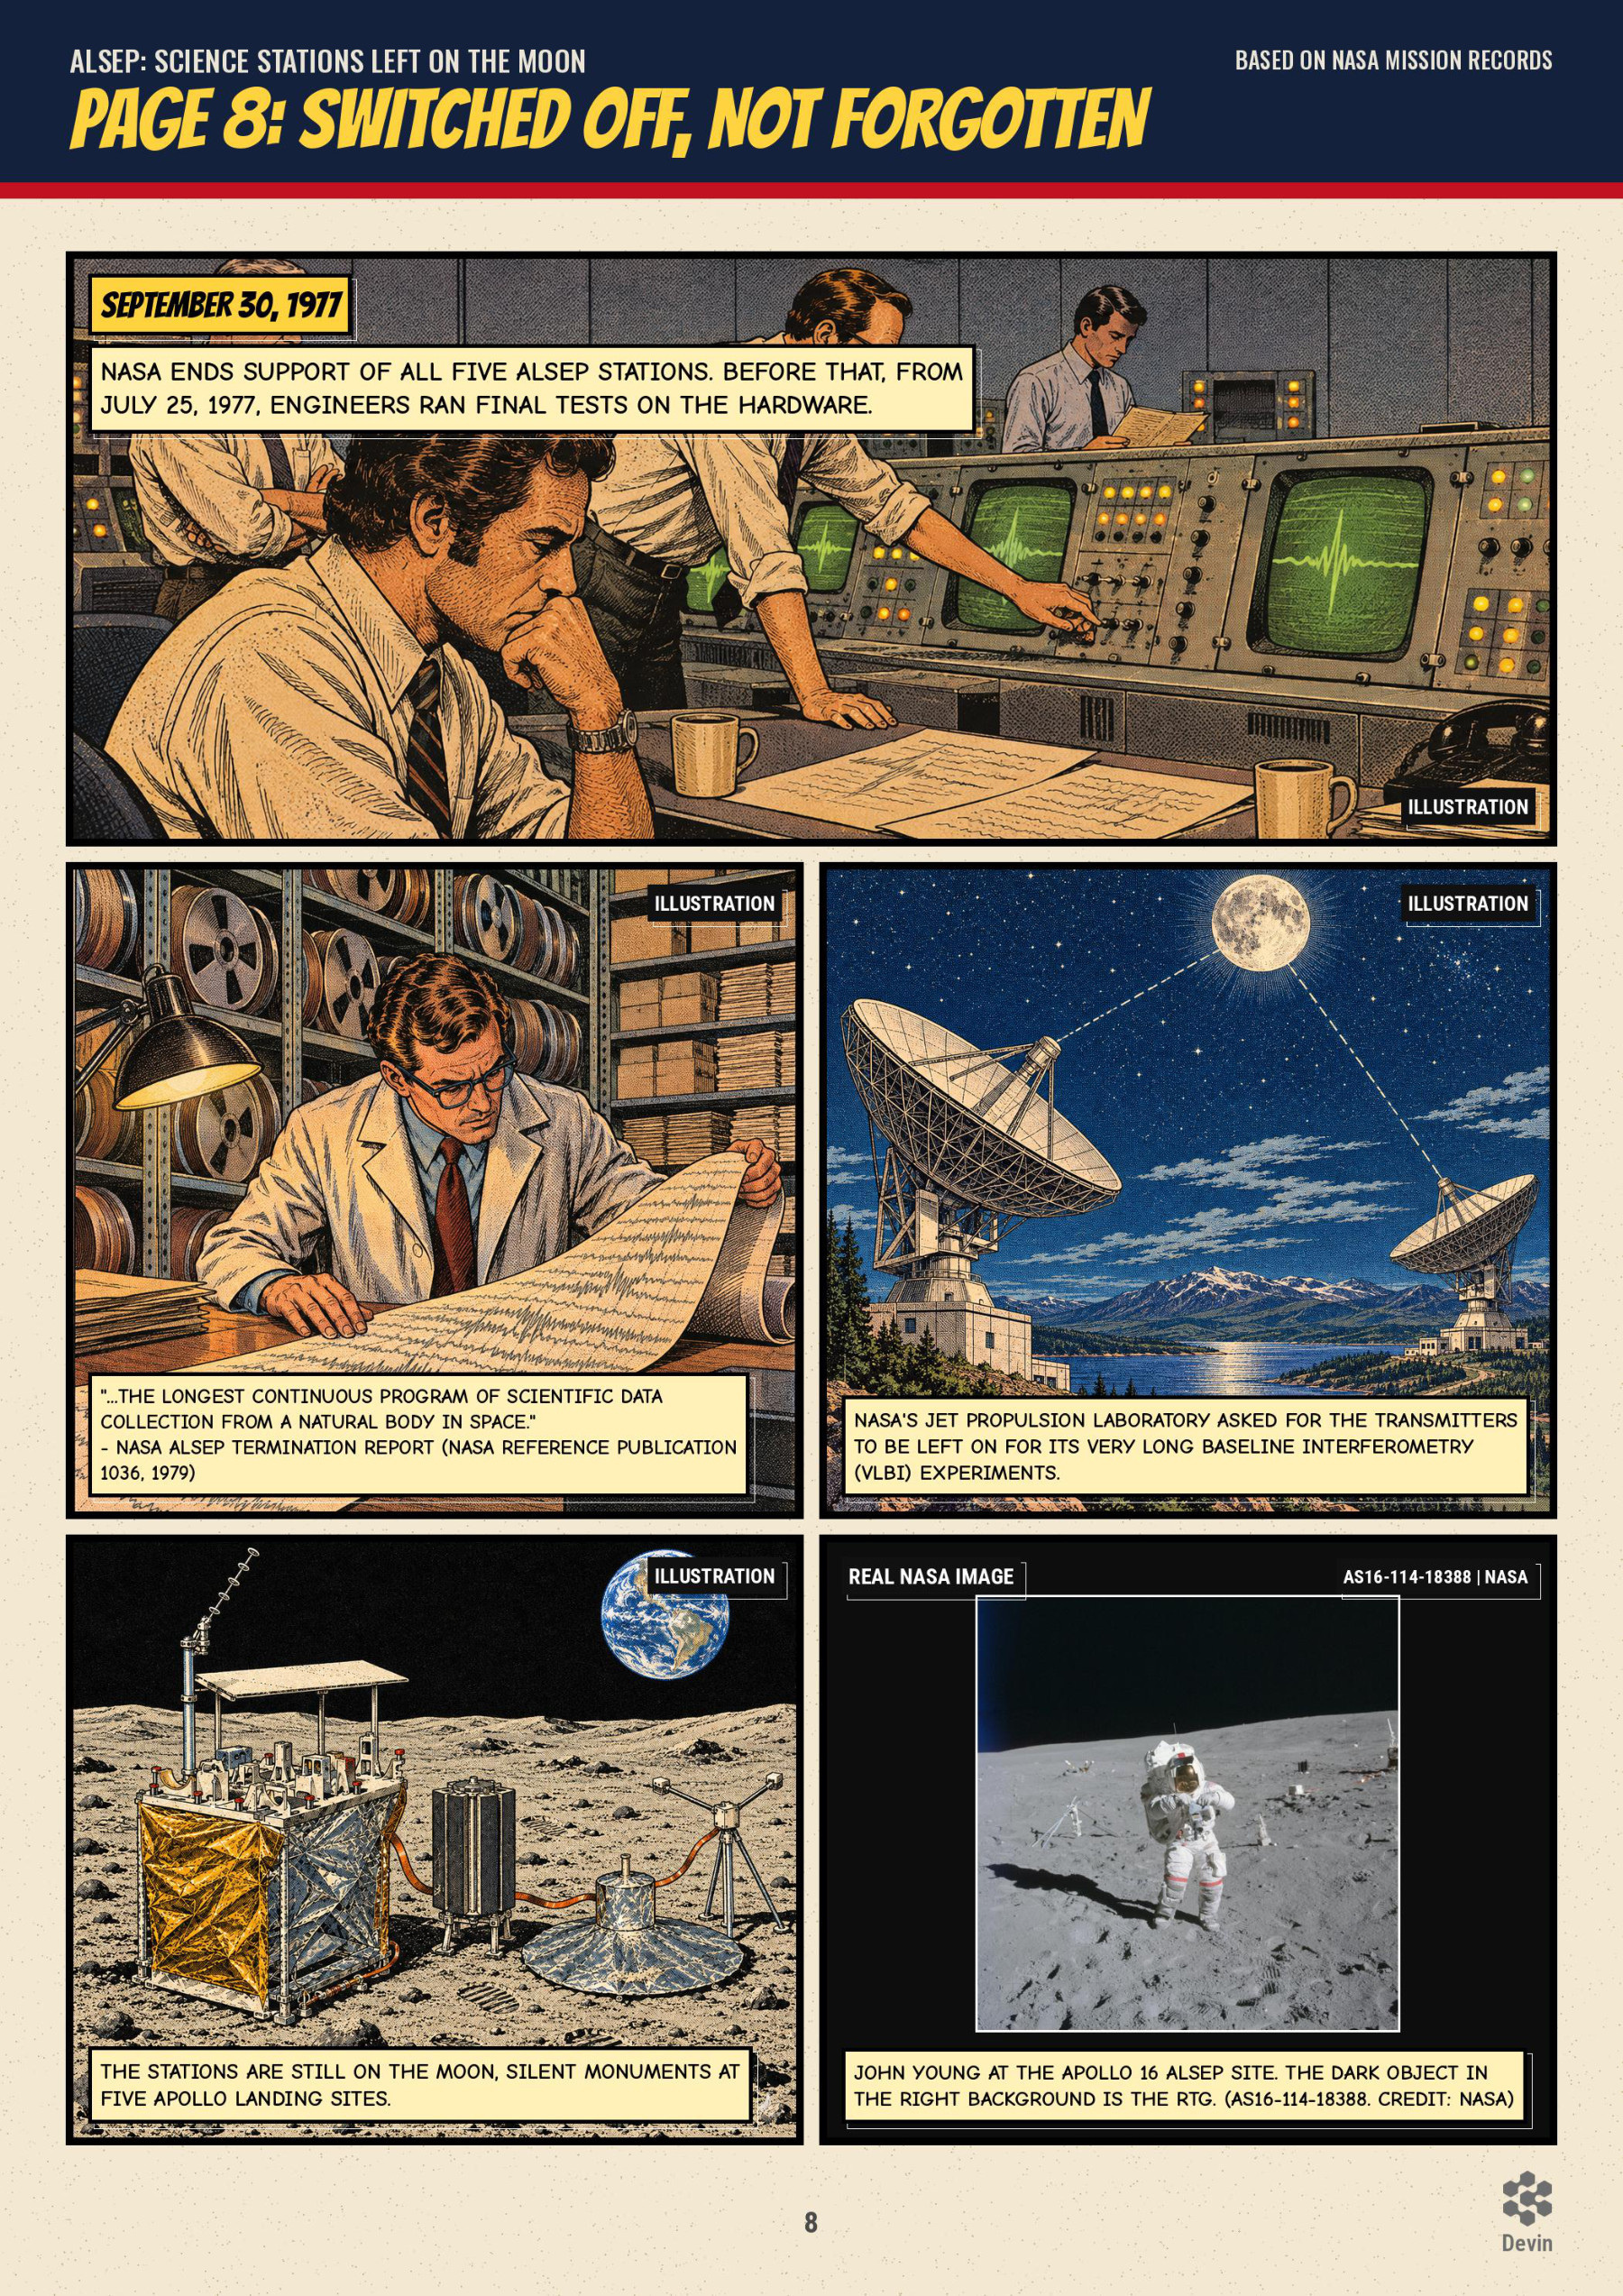 ALSEP: SCIENCE STATIONS LEFT ON THE MOON
BASED ON NASA MISSION RECORDS
PAGE 8: SWITCHED OFF, NOT FORGOTTEN
SEPTEMBER 30, 1977
NASA ENDS SUPPORT OF ALL FIVE ALSEP STATIONS. BEFORE THAT, FROM
JULY 25, 1977, ENGINEERS RAN FINAL TESTS ON THE HARDWARE.
ILLUSTRATION
ILLUSTRATION
"...THE LONGEST CONTINUOUS PROGRAM OF SCIENTIFIC DATA
COLLECTION FROM A NATURAL BODY IN SPACE."
- NASA ALSEP TERMINATION REPORT (NASA REFERENCE PUBLICATION
1036, 1979)
ILLUSTRATION
NASA'S JET PROPULSION LABORATORY ASKED FOR THE TRANSMITTERS
TO BE LEFT ON FOR ITS VERY LONG BASELINE INTERFEROMETRY
(VLBI) EXPERIMENTS.
ILLUSTRATION
THE STATIONS ARE STILL ON THE MOON, SILENT MONUMENTS AT
FIVE APOLLO LANDING SITES.
REAL NASA IMAGE
AS16-114-18388 | NASA
JOHN YOUNG AT THE APOLLO 16 ALSEP SITE. THE DARK OBJECT IN
THE RIGHT BACKGROUND IS THE RTG. (AS16-114-18388. CREDIT: NASA)
8
Devin